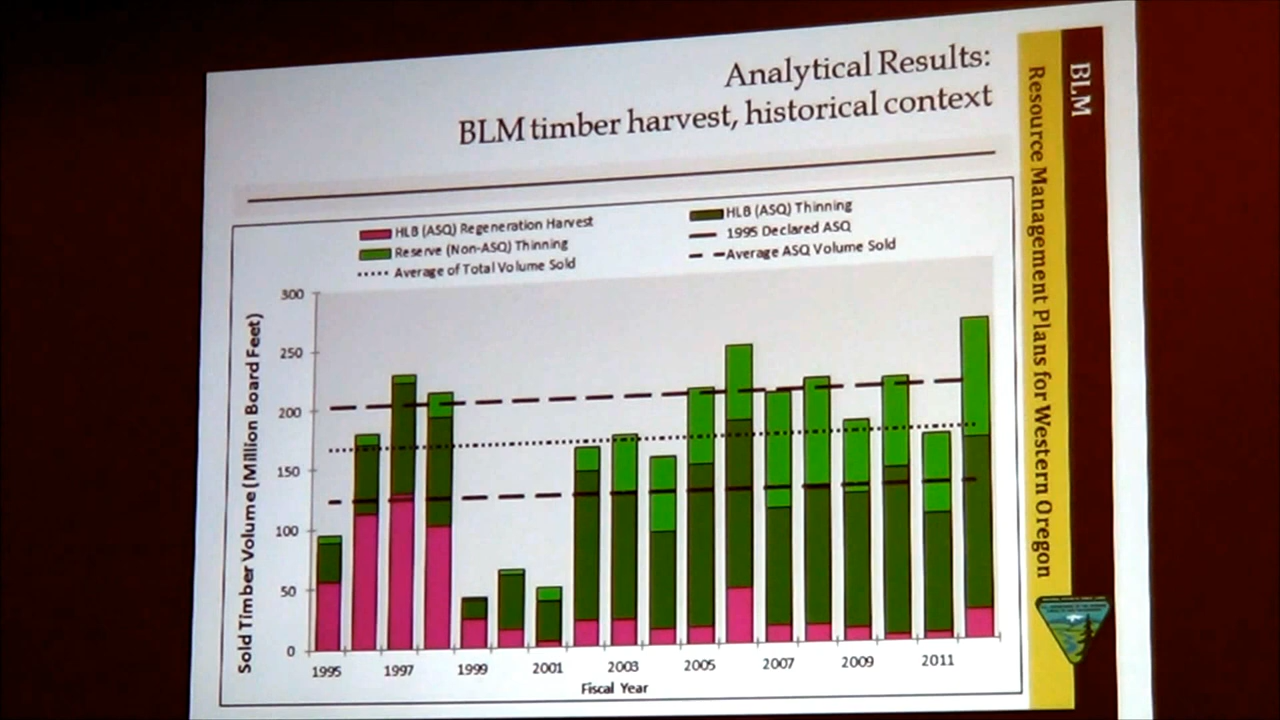 Analytical Results:
BLM timber harvest, historical context
BLM
Resource Management Plans for Western Oregon
HLB (ASQ) Regeneration Harvest
HLB (ASQ) Thinning
Reserve (Non-ASQ) Thinning
1995 Declared ASQ
Average of Total Volume Sold
Average ASQ Volume Sold
Sold Timber Volume (Million Board Feet)
300
250
200
150
100
50
0
1995 1997 1999 2001 2003 2005 2007 2009 2011
Fiscal Year